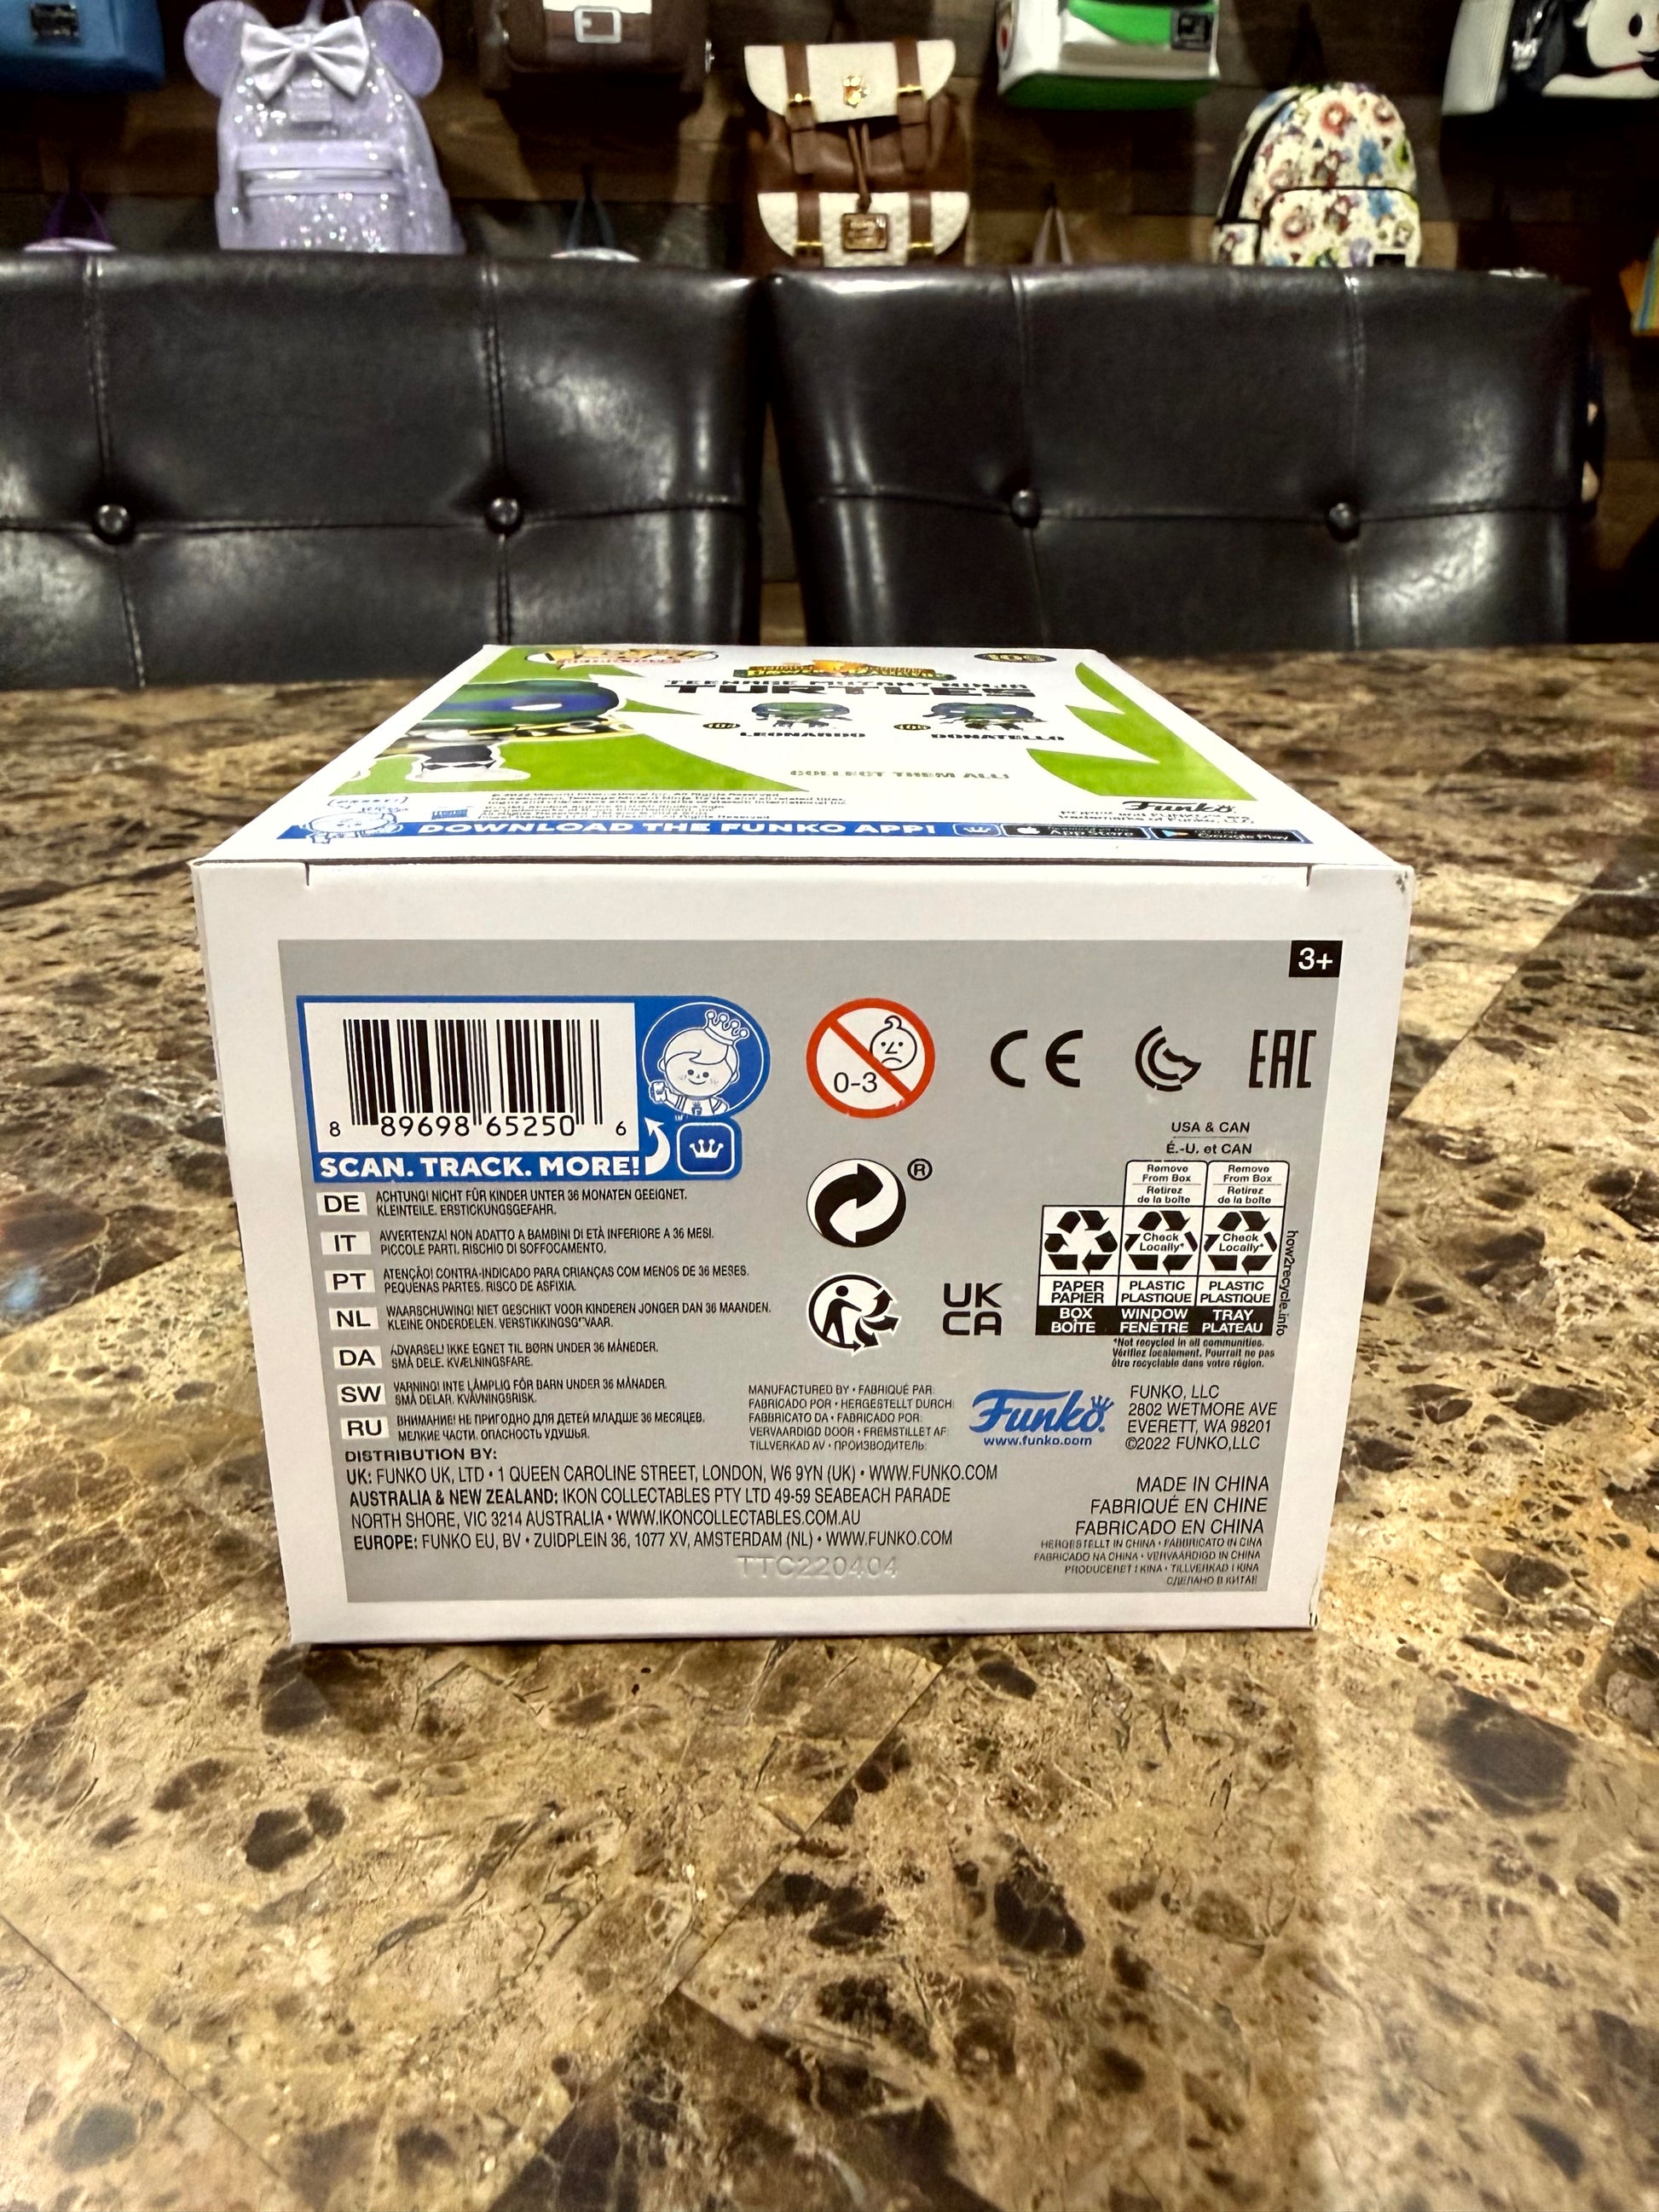 TEENAGE MUTANT NINJA
TURTLES
LEONARDO
DONATELLO
COLLECT THEM ALL!
Funko
DOWNLOAD THE FUNKO APP!
App Store
Google Play
3+
8 89698 65250 6
SCAN. TRACK. MORE!
0-3
CE
EAC
USA & CAN
É.-U. et CAN
Remove From Box
Retirez de la boîte
Remove From Box
Retirez de la boîte
Check Locally*
Check Locally*
PAPER
PAPIER
PLASTIC
PLASTIQUE
PLASTIC
PLASTIQUE
BOX
BOÎTE
WINDOW
FENÊTRE
TRAY
PLATEAU
how2recycle.info
*Not recycled in all communities.
Vérifiez localement. Pourrait ne pas
être recyclable dans votre région.
®
UK
CA
DE ACHTUNG! NICHT FÜR KINDER UNTER 36 MONATEN GEEIGNET.
KLEINTEILE. ERSTICKUNGSGEFAHR.
IT AVVERTENZA! NON ADATTO A BAMBINI DI ETÀ INFERIORE A 36 MESI.
PICCOLE PARTI. RISCHIO DI SOFFOCAMENTO.
PT ATENÇÃO! CONTRA-INDICADO PARA CRIANÇAS COM MENOS DE 36 MESES.
PEQUENAS PARTES. RISCO DE ASFIXIA.
NL WAARSCHUWING! NIET GESCHIKT VOOR KINDEREN JONGER DAN 36 MAANDEN.
KLEINE ONDERDELEN. VERSTIKKINGSG"VAAR.
DA ADVARSEL! IKKE EGNET TIL BØRN UNDER 36 MÅNEDER.
SMÅ DELE. KVÆLNINGSFARE.
SW VARNING! INTE LÄMPLIG FÖR BARN UNDER 36 MÅNADER.
SMÅ DELAR. KVÄVNINGSRISK.
RU ВНИМАНИЕ! НЕ ПРИГОДНО ДЛЯ ДЕТЕЙ МЛАДШЕ 36 МЕСЯЦЕВ.
МЕЛКИЕ ЧАСТИ. ОПАСНОСТЬ УДУШЬЯ.
MANUFACTURED BY • FABRIQUÉ PAR:
FABRICADO POR • HERGESTELLT DURCH:
FABBRICATO DA • FABRICADO POR:
VERVAARDIGD DOOR • FREMSTILLET AF:
TILLVERKAD AV • ПРОИЗВОДИТЕЛЬ:
Funko
www.funko.com
FUNKO, LLC
2802 WETMORE AVE
EVERETT, WA 98201
©2022 FUNKO,LLC
DISTRIBUTION BY:
UK: FUNKO UK, LTD • 1 QUEEN CAROLINE STREET, LONDON, W6 9YN (UK) • WWW.FUNKO.COM
AUSTRALIA & NEW ZEALAND: IKON COLLECTABLES PTY LTD 49-59 SEABEACH PARADE
NORTH SHORE, VIC 3214 AUSTRALIA • WWW.IKONCOLLECTABLES.COM.AU
EUROPE: FUNKO EU, BV • ZUIDPLEIN 36, 1077 XV, AMSTERDAM (NL) • WWW.FUNKO.COM
TTC220404
MADE IN CHINA
FABRIQUÉ EN CHINE
FABRICADO EN CHINA
HERGESTELLT IN CHINA • FABBRICATO IN CINA
FABRICADO NA CHINA • VERVAARDIGD IN CHINA
PRODUCERET I KINA • TILLVERKAD I KINA
СДЕЛАНО В КИТАЕ